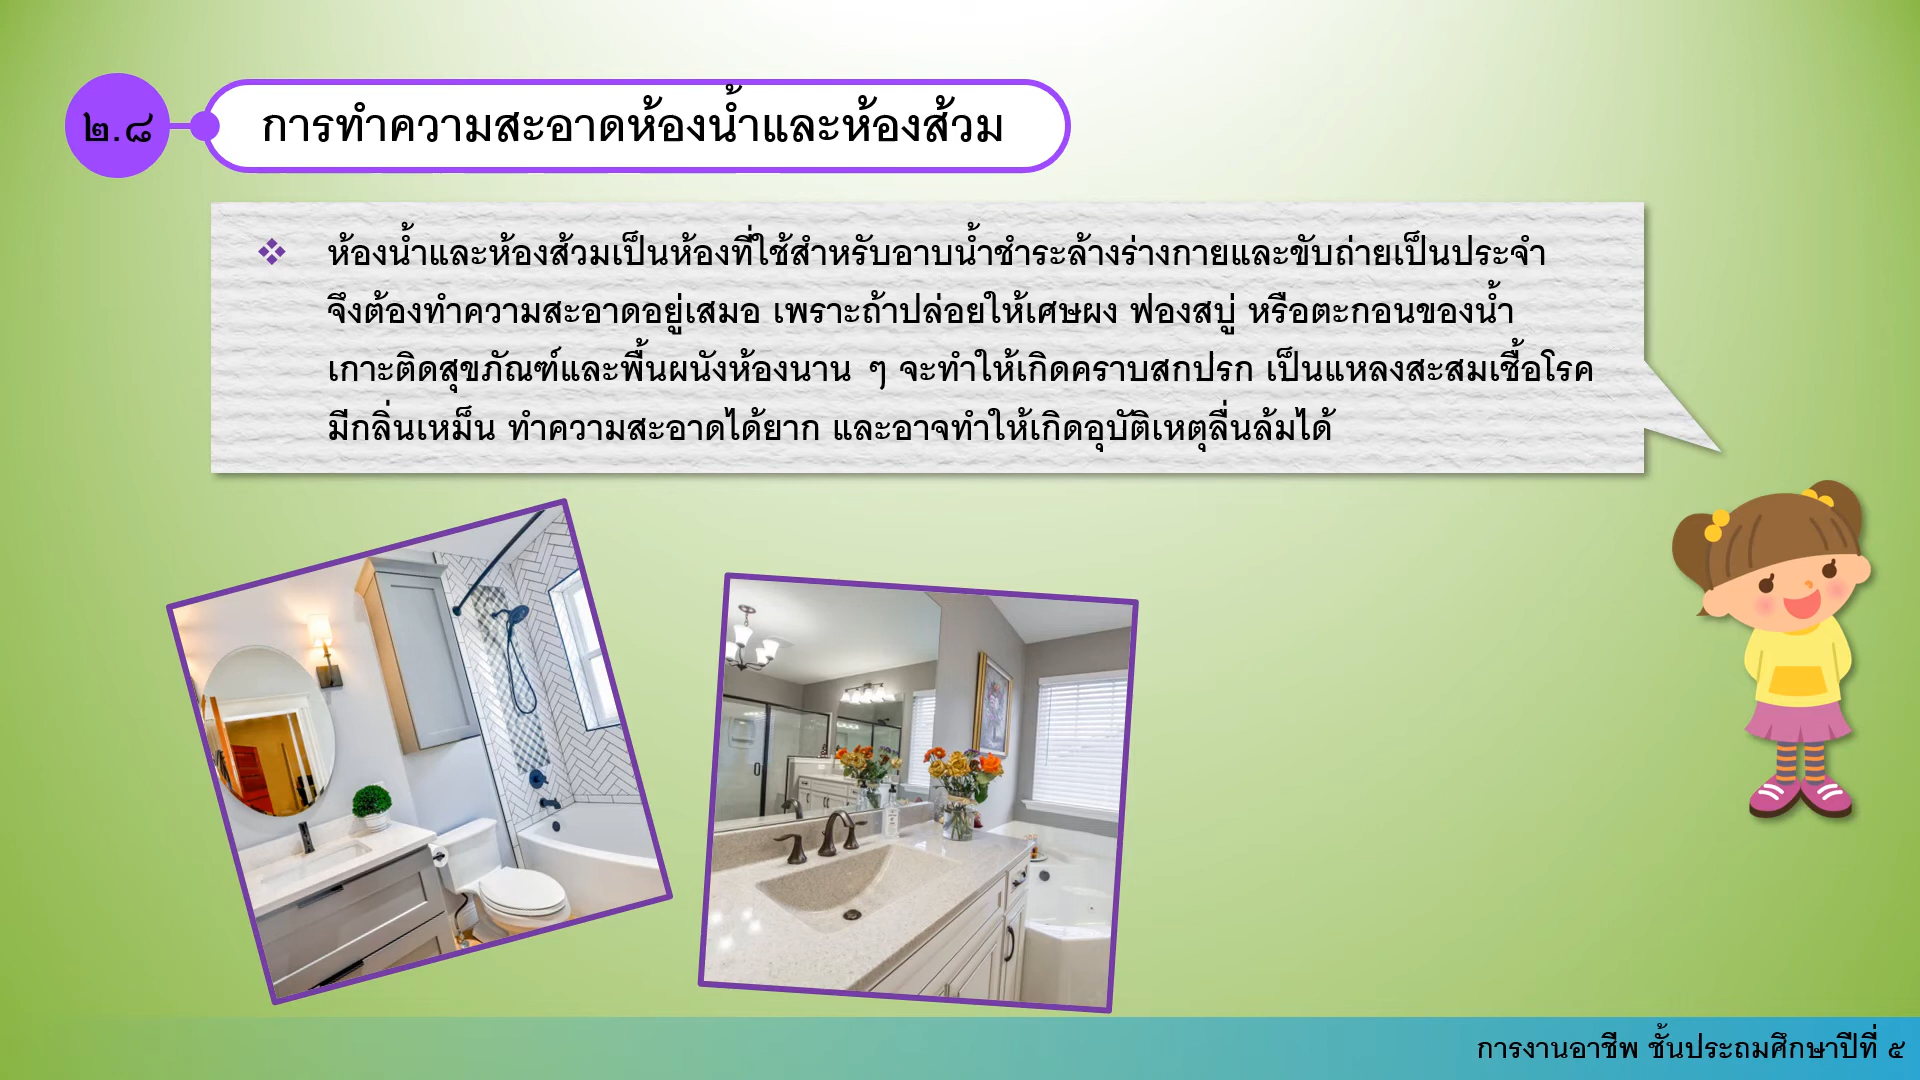 ๒.๘
การทำความสะอาดห้องน้ำและห้องส้วม
ห้องน้ำและห้องส้วมเป็นห้องที่ใช้สำหรับอาบน้ำชำระล้างร่างกายและขับถ่ายเป็นประจำ
จึงต้องทำความสะอาดอยู่เสมอ เพราะถ้าปล่อยให้เศษผง ฟองสบู่ หรือตะกอนของน้ำ
เกาะติดสุขภัณฑ์และพื้นผนังห้องนาน ๆ จะทำให้เกิดคราบสกปรก เป็นแหลงสะสมเชื้อโรค
มีกลิ่นเหม็น ทำความสะอาดได้ยาก และอาจทำให้เกิดอุบัติเหตุลื่นล้มได้
การงานอาชีพ ชั้นประถมศึกษาปีที่ ๕